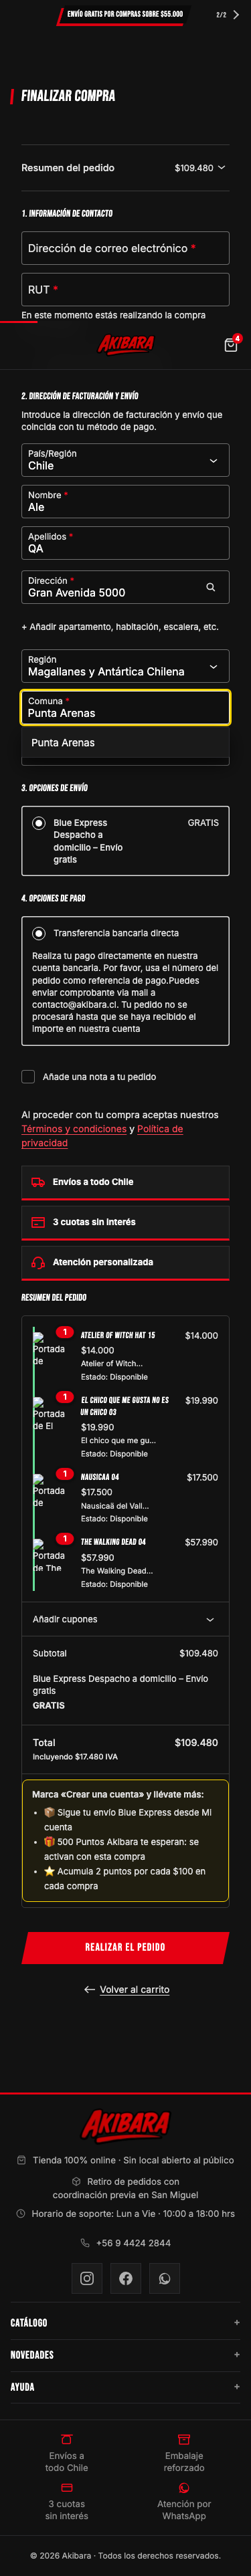 ENVÍO GRATIS POR COMPRAS SOBRE $55.000
2/2
FINALIZAR COMPRA
Resumen del pedido
$109.480
1. INFORMACIÓN DE CONTACTO
Dirección de correo electrónico *
RUT *
En este momento estás realizando la compra
AKIBARA
4
2. DIRECCIÓN DE FACTURACIÓN Y ENVÍO
Introduce la dirección de facturación y envío que
coincida con tu método de pago.
País/Región
Chile
Nombre *
Ale
Apellidos *
QA
Dirección *
Gran Avenida 5000
+ Añadir apartamento, habitación, escalera, etc.
Región
Magallanes y Antártica Chilena
Comuna *
Punta Arenas
Punta Arenas
3. OPCIONES DE ENVÍO
Blue Express
Despacho a
domicilio – Envío
gratis
GRATIS
4. OPCIONES DE PAGO
Transferencia bancaria directa
Realiza tu pago directamente en nuestra
cuenta bancaria. Por favor, usa el número del
pedido como referencia de pago.Puedes
enviar comprobante via mail a
contacto@akibara.cl. Tu pedido no se
procesará hasta que se haya recibido el
importe en nuestra cuenta
Añade una nota a tu pedido
Al proceder con tu compra aceptas nuestros
Términos y condiciones y Política de
privacidad
Envíos a todo Chile
3 cuotas sin interés
Atención personalizada
RESUMEN DEL PEDIDO
1
Portada
de
ATELIER OF WITCH HAT 15
$14.000
$14.000
Atelier of Witch...
Estado: Disponible
1
Portada
de El
EL CHICO QUE ME GUSTA NO ES
UN CHICO 03
$19.990
$19.990
El chico que me gu...
Estado: Disponible
1
Portada
de
NAUSICAA 04
$17.500
$17.500
Nausicaä del Vall...
Estado: Disponible
1
Portada
de The
THE WALKING DEAD 04
$57.990
$57.990
The Walking Dead...
Estado: Disponible
Añadir cupones
Subtotal
$109.480
Blue Express Despacho a domicilio – Envío
gratis
GRATIS
Total
$109.480
Incluyendo $17.480 IVA
Marca «Crear una cuenta» y llévate más:
• 📦 Sigue tu envío Blue Express desde Mi
cuenta
• 🎁 500 Puntos Akibara te esperan: se
activan con esta compra
• ⭐ Acumula 2 puntos por cada $100 en
cada compra
REALIZAR EL PEDIDO
← Volver al carrito
AKIBARA
Tienda 100% online · Sin local abierto al público
Retiro de pedidos con
coordinación previa en San Miguel
Horario de soporte: Lun a Vie · 10:00 a 18:00 hrs
+56 9 4424 2844
CATÁLOGO
+
NOVEDADES
+
AYUDA
+
Envíos a
todo Chile
Embalaje
reforzado
3 cuotas
sin interés
Atención por
WhatsApp
© 2026 Akibara · Todos los derechos reservados.